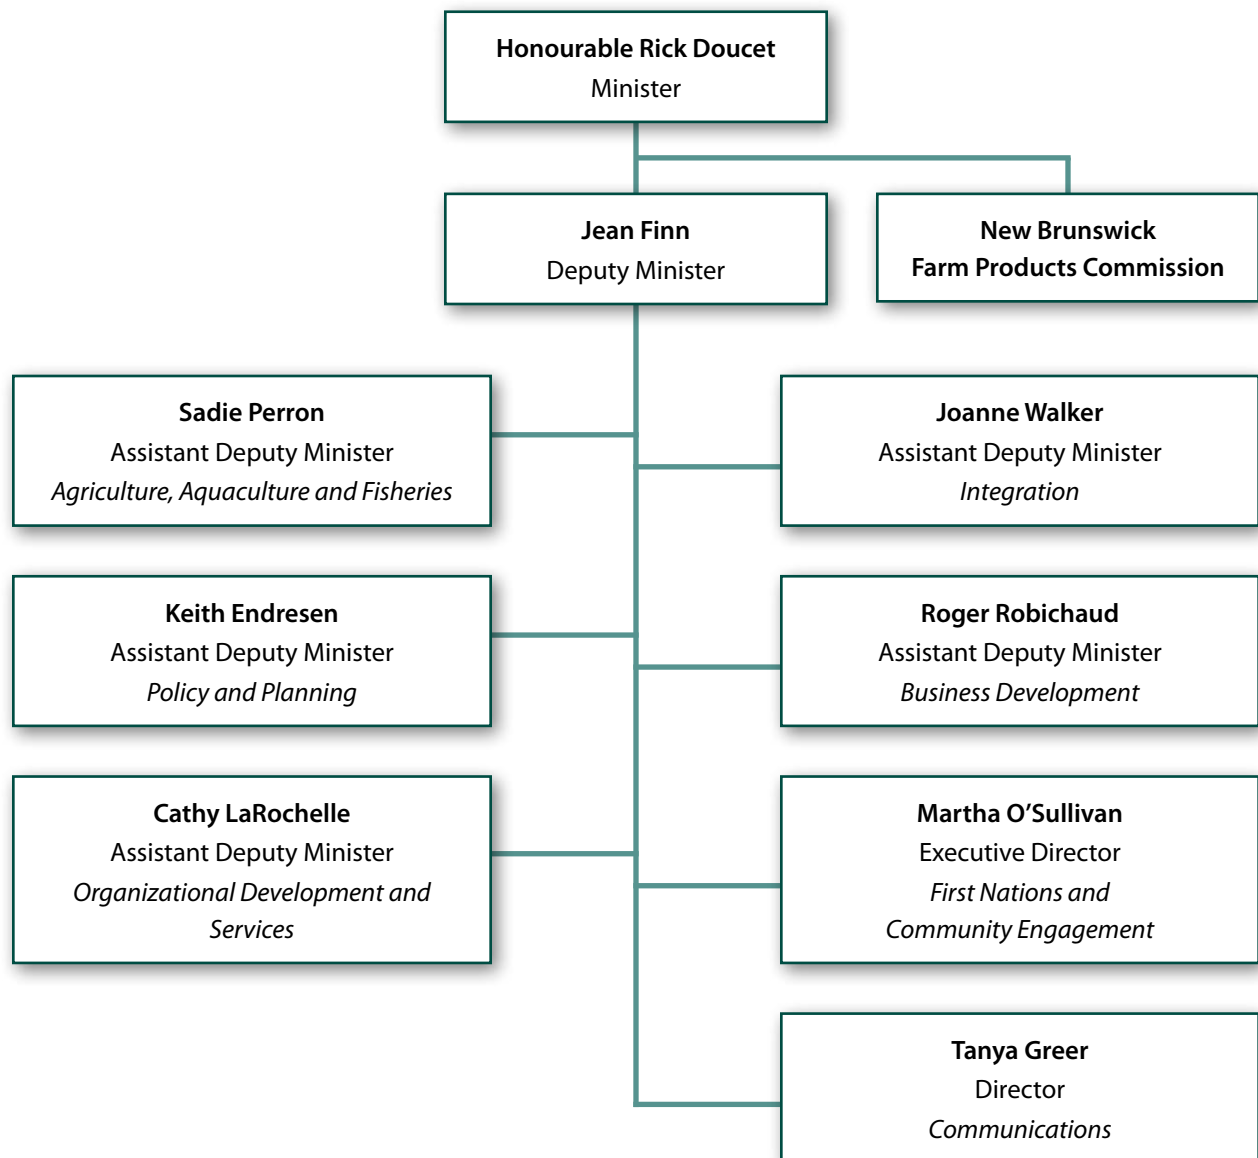 Honourable Rick Doucet
Minister
Jean Finn
Deputy Minister
New Brunswick
Farm Products Commission
Sadie Perron
Assistant Deputy Minister
Agriculture, Aquaculture and Fisheries
Joanne Walker
Assistant Deputy Minister
Integration
Keith Endresen
Assistant Deputy Minister
Policy and Planning
Roger Robichaud
Assistant Deputy Minister
Business Development
Cathy LaRochelle
Assistant Deputy Minister
Organizational Development and
Services
Martha O’Sullivan
Executive Director
First Nations and
Community Engagement
Tanya Greer
Director
Communications